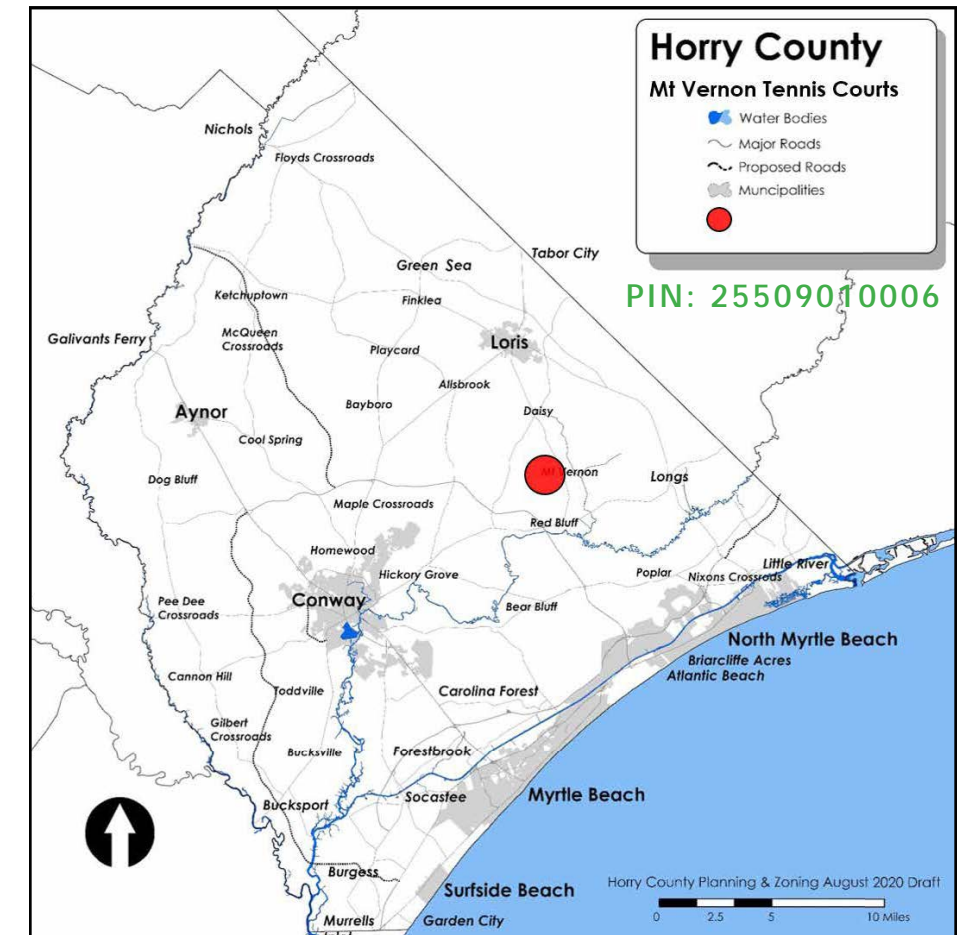 Horry County
Mt Vernon Tennis Courts
Water Bodies
Major Roads
Proposed Roads
Muncipalities
PIN: 25509010006
Nichols
Floyds Crossroads
Tabor City
Green Sea
Ketchuptown
Finklea
Galivants Ferry
McQueen
Crossroads
Loris
Playcard
Allsbrook
Aynor
Bayboro
Daisy
Cool Spring
Mt Vernon
Dog Bluff
Longs
Maple Crossroads
Red Bluff
Homewood
Little River
Hickory Grove
Poplar
Nixons Crossroads
Conway
Pee Dee
Crossroads
Bear Bluff
North Myrtle Beach
Briarcliffe Acres
Atlantic Beach
Cannon Hill
Toddville
Carolina Forest
Gilbert
Crossroads
Bucksville
Forestbrook
Bucksport
Socastee
Myrtle Beach
Burgess
Surfside Beach
Horry County Planning & Zoning August 2020 Draft
0 2.5 5 10 Miles
Murrells
Garden City